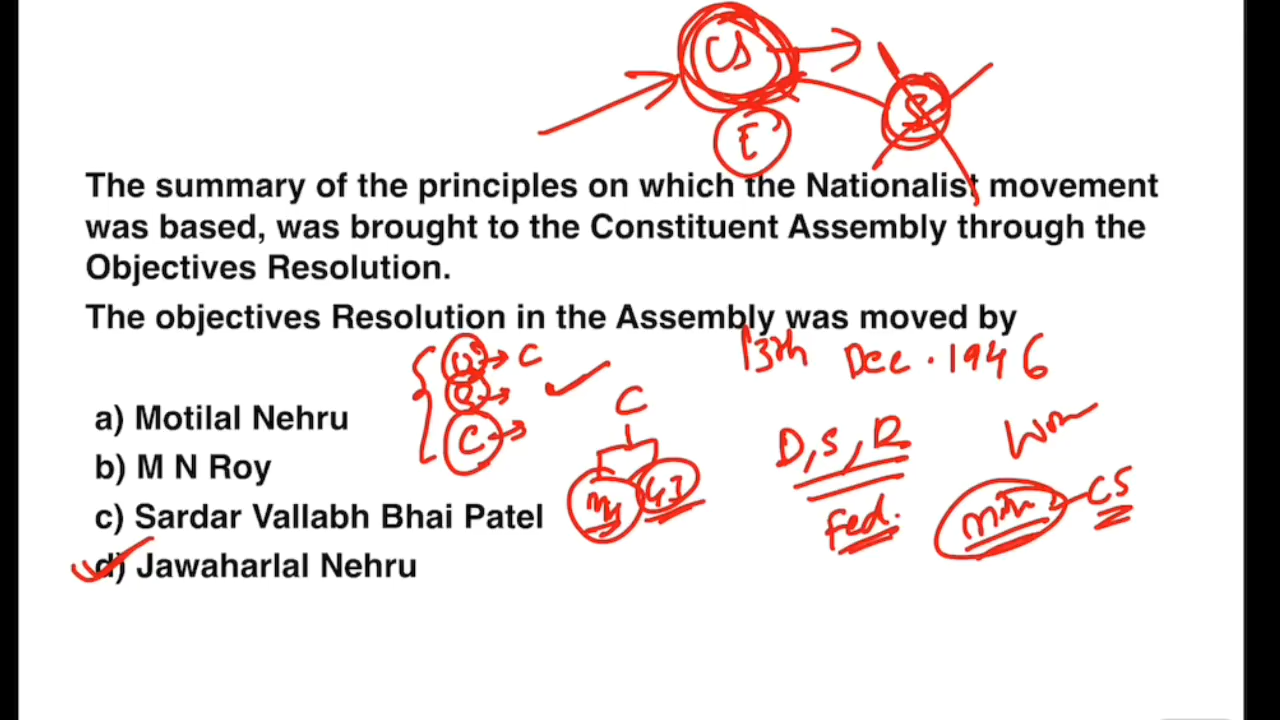 CS
E
The summary of the principles on which the Nationalist movement
was based, was brought to the Constituent Assembly through the
Objectives Resolution.
The objectives Resolution in the Assembly was moved by
13th Dec. 1946
C
C
C
a) Motilal Nehru
b) M N Roy
c) Sardar Vallabh Bhai Patel
d) Jawaharlal Nehru
D, S, R
Fed.
CS